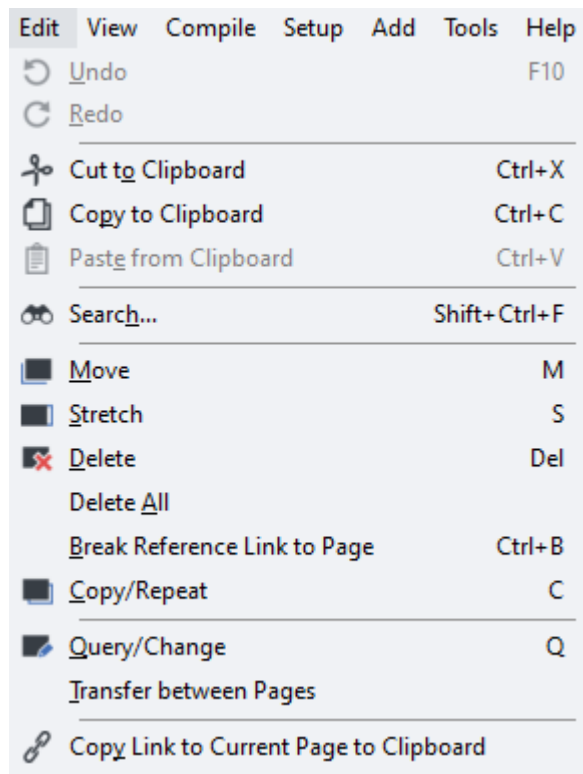 Edit View Compile Setup Add Tools Help
Undo F10
Redo
Cut to Clipboard Ctrl+X
Copy to Clipboard Ctrl+C
Paste from Clipboard Ctrl+V
Search... Shift+Ctrl+F
Move M
Stretch S
Delete Del
Delete All
Break Reference Link to Page Ctrl+B
Copy/Repeat C
Query/Change Q
Transfer between Pages
Copy Link to Current Page to Clipboard